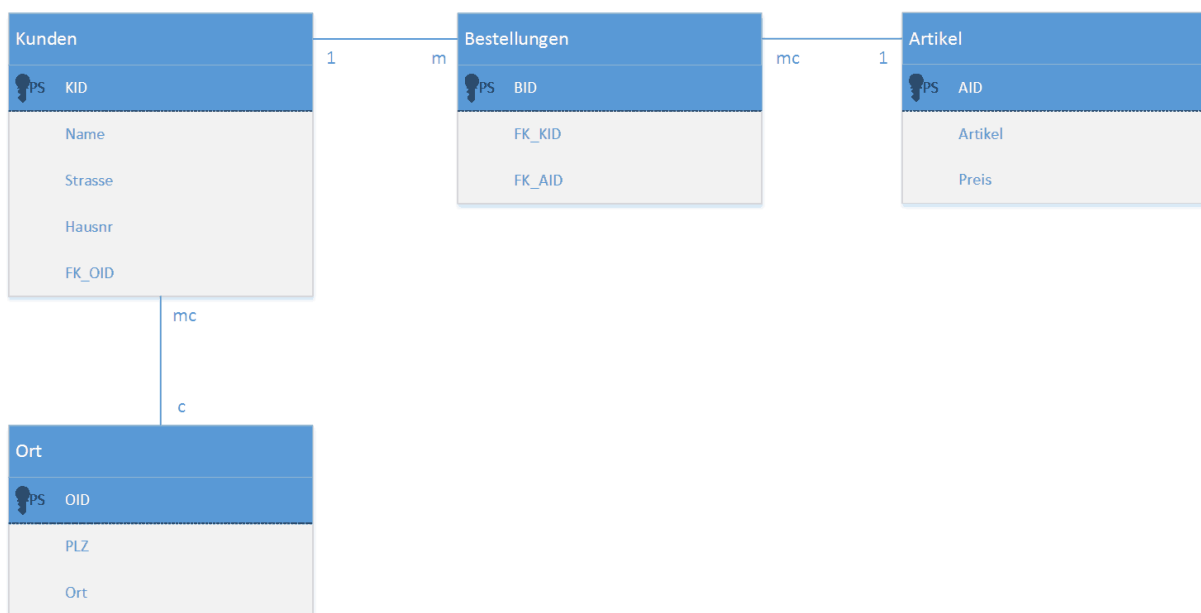 Kunden
1
m
Bestellungen
mc
1
Artikel
PS KID
PS BID
PS AID
Name
FK_KID
Artikel
Strasse
FK_AID
Preis
Hausnr
FK_OID
mc
c
Ort
PS OID
PLZ
Ort